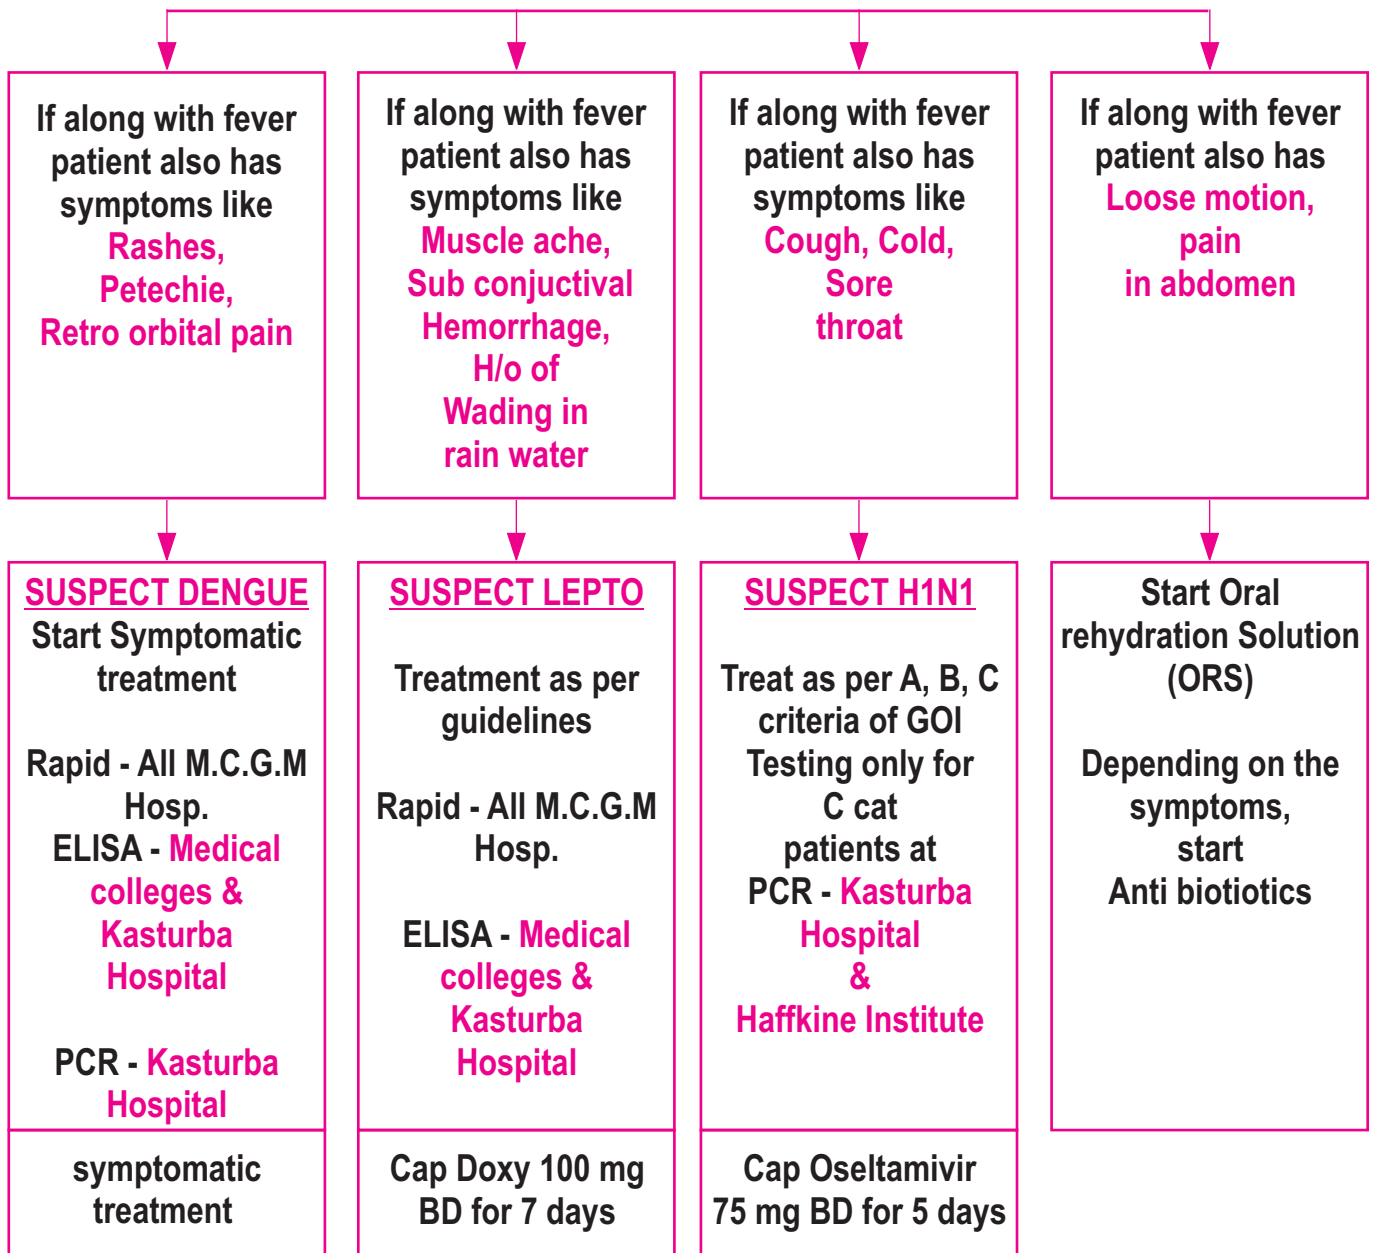 If along with fever
patient also has
symptoms like
Rashes,
Petechie,
Retro orbital pain
If along with fever
patient also has
symptoms like
Muscle ache,
Sub conjuctival
Hemorrhage,
H/o of
Wading in
rain water
If along with fever
patient also has
symptoms like
Cough, Cold,
Sore
throat
If along with fever
patient also has
Loose motion,
pain
in abdomen
SUSPECT DENGUE
Start Symptomatic
treatment
Rapid - All M.C.G.M
Hosp.
ELISA - Medical
colleges &
Kasturba
Hospital
PCR - Kasturba
Hospital
symptomatic
treatment
SUSPECT LEPTO
Treatment as per
guidelines
Rapid - All M.C.G.M
Hosp.
ELISA - Medical
colleges &
Kasturba
Hospital
Cap Doxy 100 mg
BD for 7 days
SUSPECT H1N1
Treat as per A, B, C
criteria of GOI
Testing only for
C cat
patients at
PCR - Kasturba
Hospital
&
Haffkine Institute
Cap Oseltamivir
75 mg BD for 5 days
Start Oral
rehydration Solution
(ORS)
Depending on the
symptoms,
start
Anti biotiotics